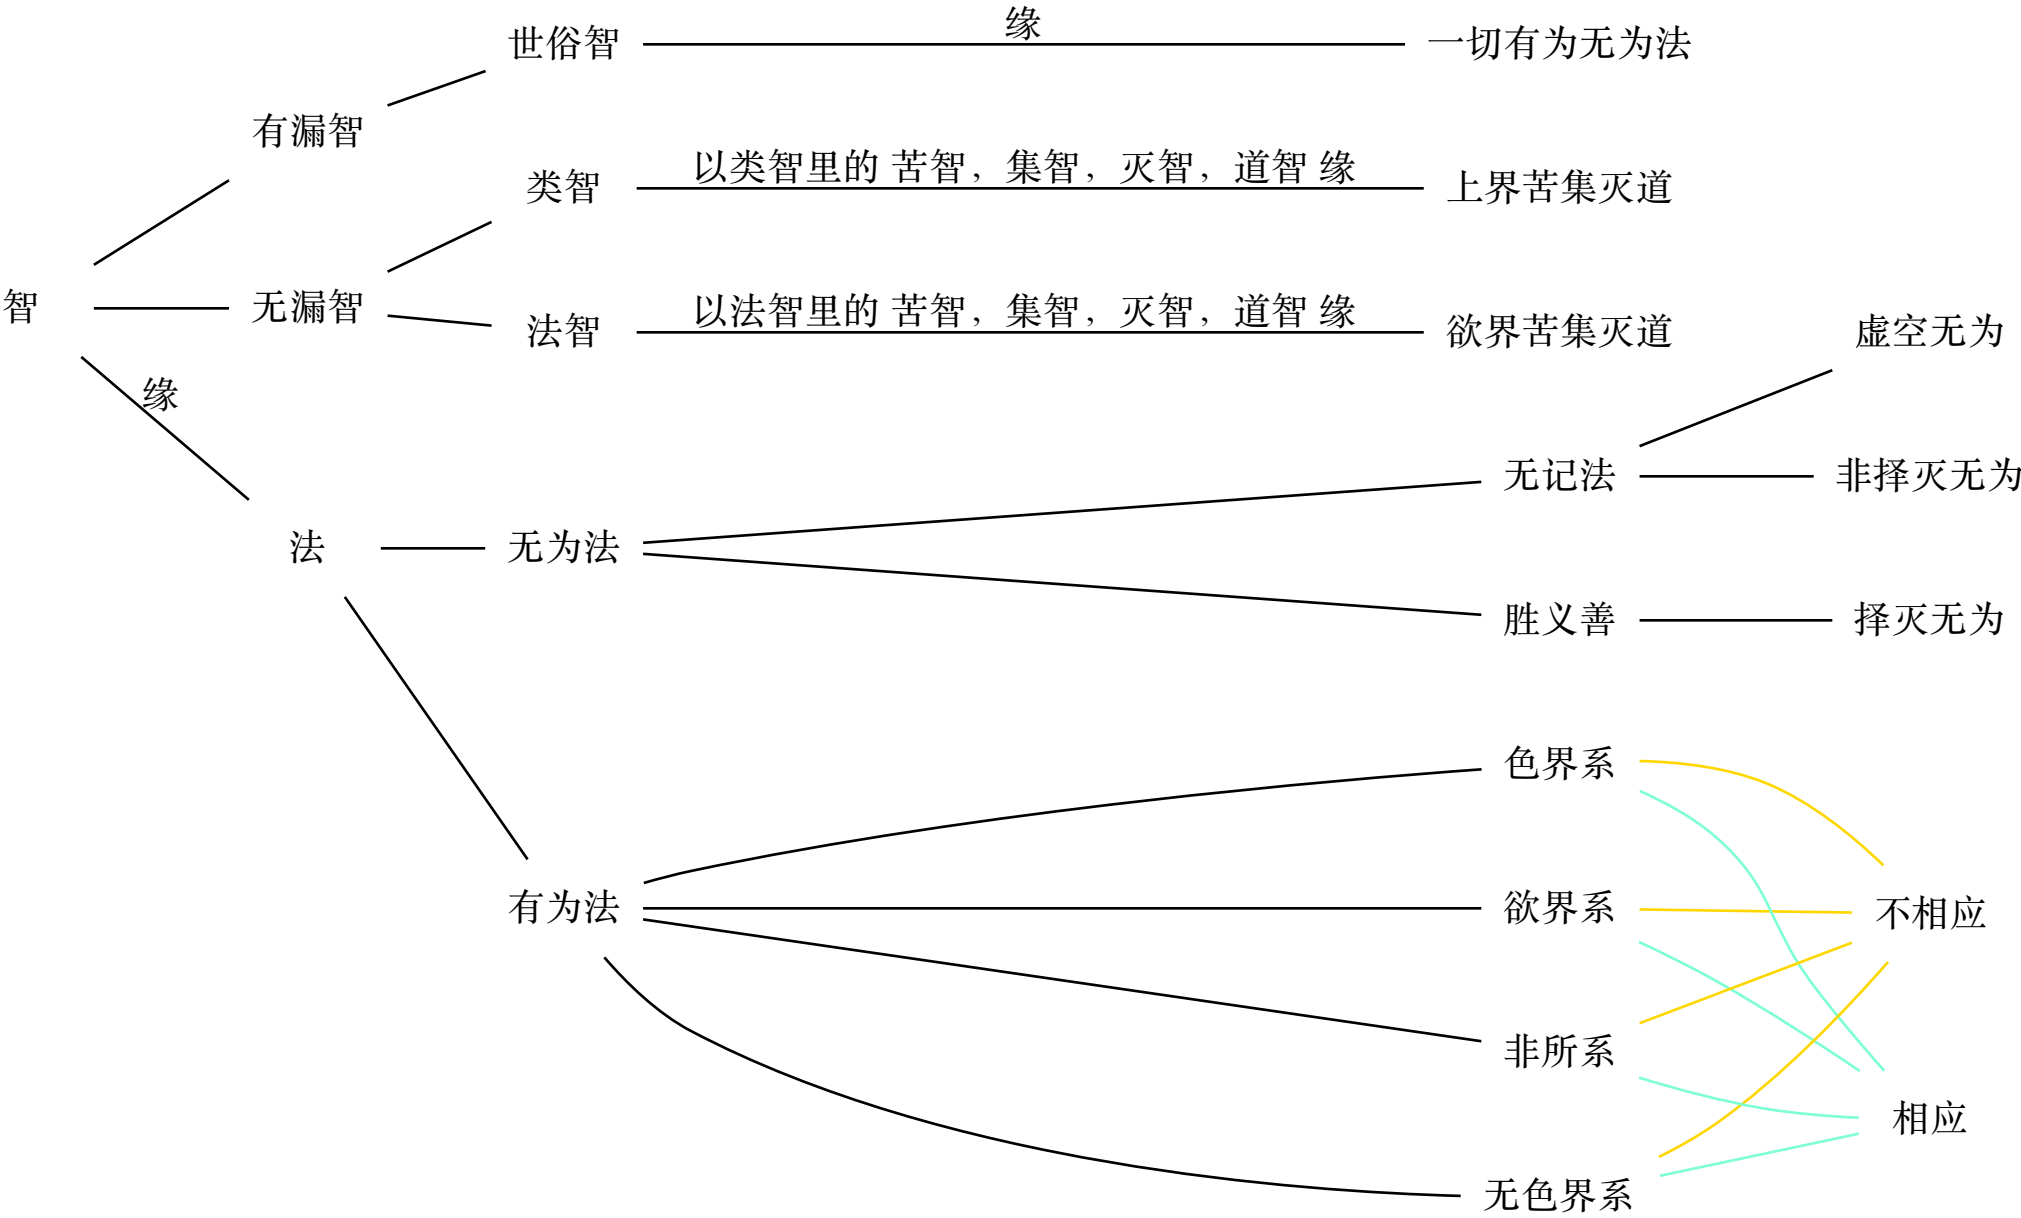 缘
世俗智
一切有为无为法
有漏智
以类智里的 苦智，集智，灭智，道智 缘
类智
上界苦集灭道
智
无漏智
以法智里的 苦智，集智，灭智，道智 缘
法智
欲界苦集灭道
虚空无为
缘
无记法
非择灭无为
法
无为法
胜义善
择灭无为
色界系
有为法
欲界系
不相应
非所系
相应
无色界系